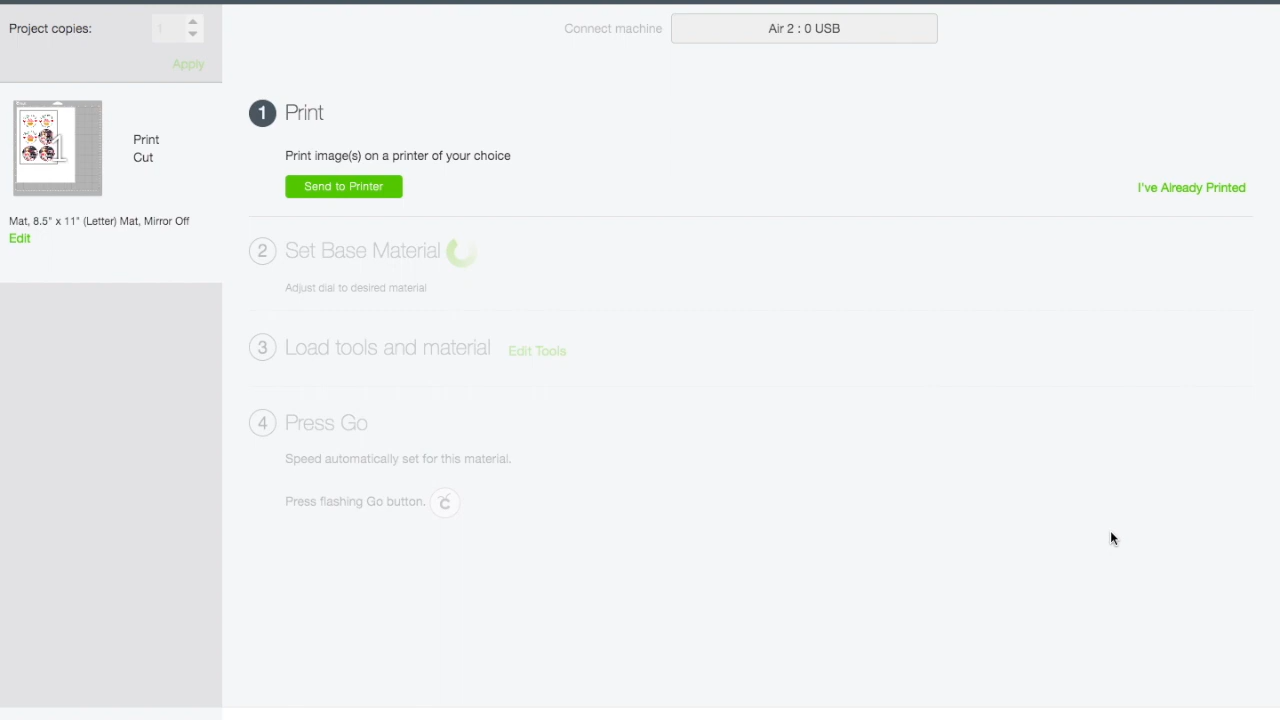 Project copies:
1
Apply
Connect machine
Air 2 : 0 USB
1
Print
Cut
Mat, 8.5" x 11" (Letter) Mat, Mirror Off
Edit
1 Print
Print image(s) on a printer of your choice
Send to Printer
I've Already Printed
2 Set Base Material
Adjust dial to desired material
3 Load tools and material Edit Tools
4 Press Go
Speed automatically set for this material.
Press flashing Go button.